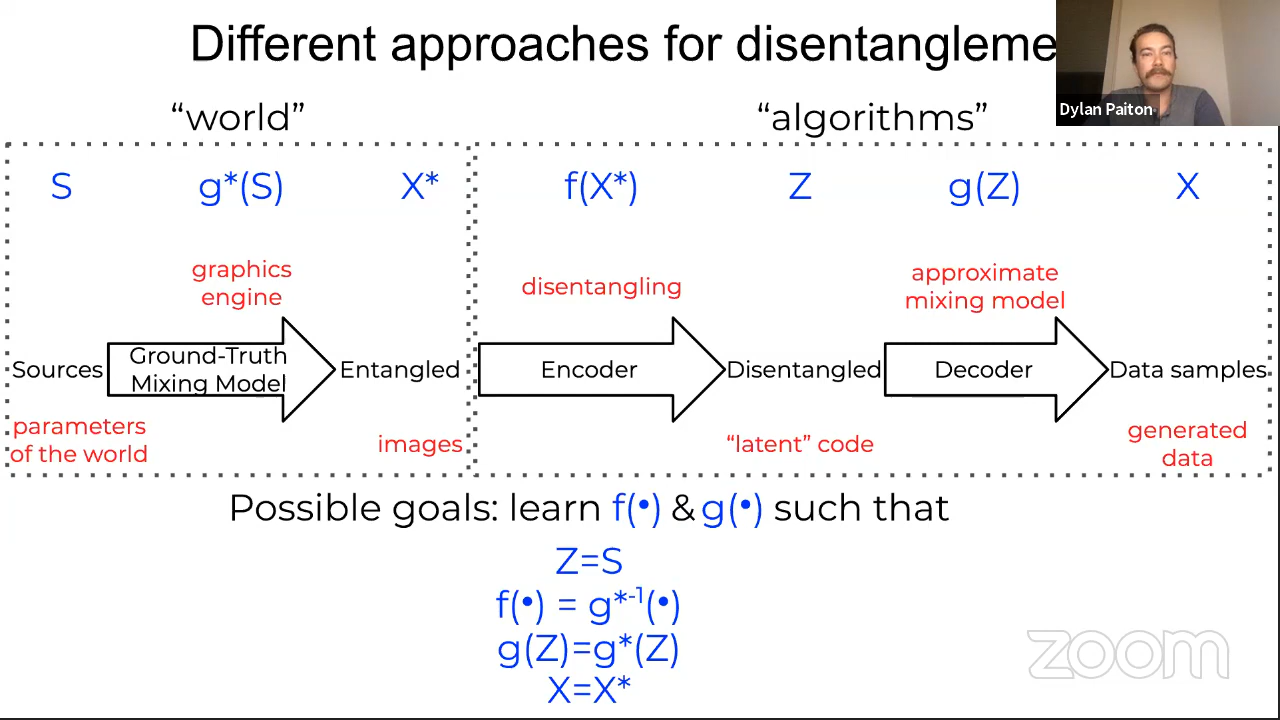 Different approaches for disentangleme
Dylan Paiton
“world”
“algorithms”
S
g*(S)
X*
f(X*)
Z
g(Z)
X
graphics
engine
disentangling
approximate
mixing model
Sources
Ground-Truth
Mixing Model
Entangled
Encoder
Disentangled
Decoder
Data samples
parameters
of the world
images
“latent” code
generated
data
Possible goals: learn f(•) & g(•) such that
Z=S
f(•) = g*-1(•)
g(Z)=g*(Z)
X=X*
zoom